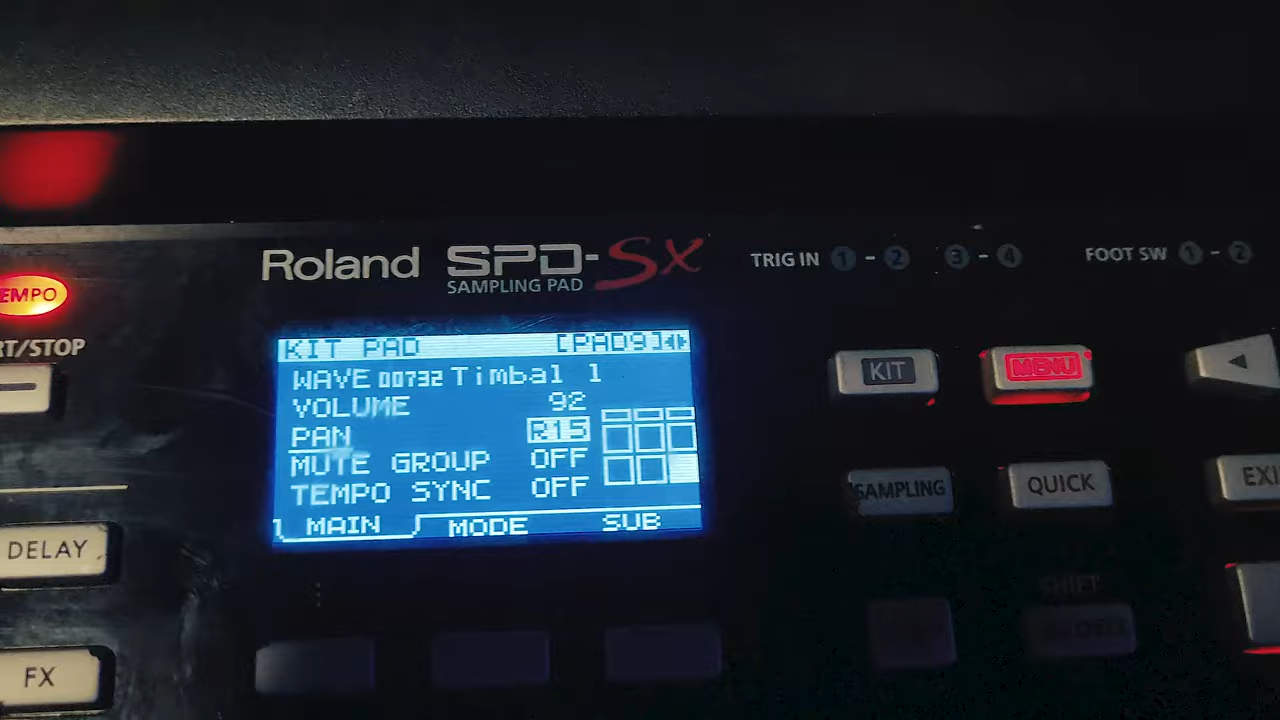 Roland SPD-SX
SAMPLING PAD
TRIG IN 1 - 2 3 - 4 FOOT SW 1 - 2
EMPO
RT/STOP
KIT PAD [PAD9]
WAVE 00732 Timbal 1
VOLUME 92
PAN R15
MUTE GROUP OFF
TEMPO SYNC OFF
MAIN MODE SUB
KIT MENU
SAMPLING QUICK EXI
DELAY
SHIFT
FX